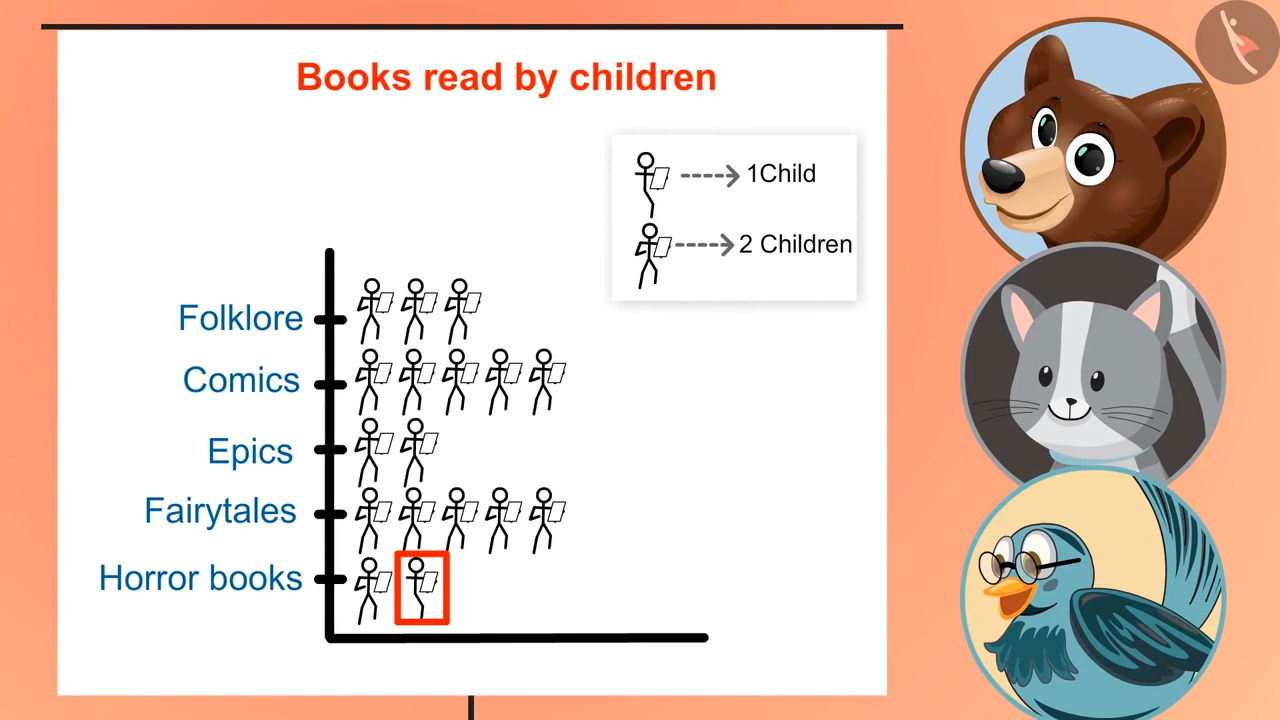 Books read by children
1Child
2 Children
Folklore
Comics
Epics
Fairytales
Horror books